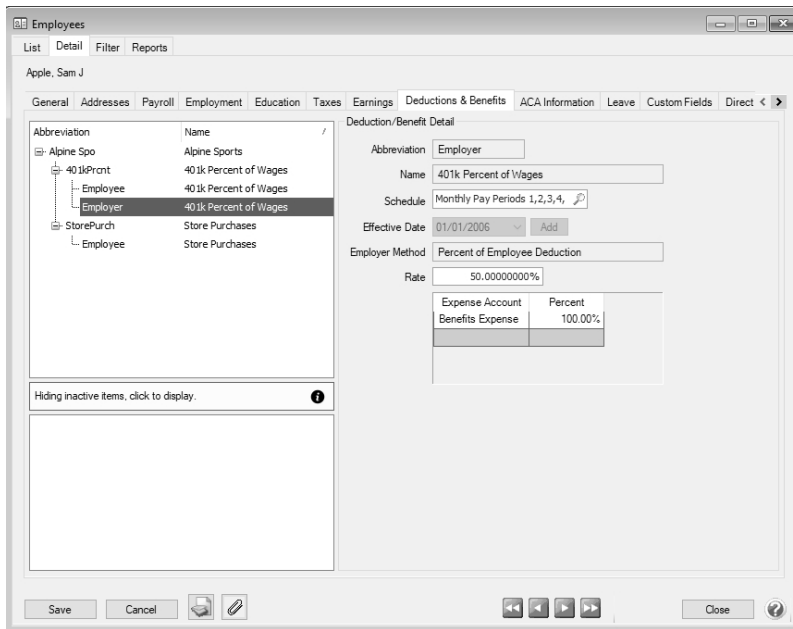 Employees
List Detail Filter Reports
Apple, Sam J
General Addresses Payroll Employment Education Taxes Earnings Deductions & Benefits ACA Information Leave Custom Fields Direct
Abbreviation Name /
Alpine Spo Alpine Sports
401kPrcnt 401k Percent of Wages
Employee 401k Percent of Wages
Employer 401k Percent of Wages
StorePurch Store Purchases
Employee Store Purchases
Hiding inactive items, click to display.
Deduction/Benefit Detail
Abbreviation Employer
Name 401k Percent of Wages
Schedule Monthly Pay Periods 1,2,3,4,
Effective Date 01/01/2006 Add
Employer Method Percent of Employee Deduction
Rate 50.00000000%
Expense Account Percent
Benefits Expense 100.00%
Save Cancel Close